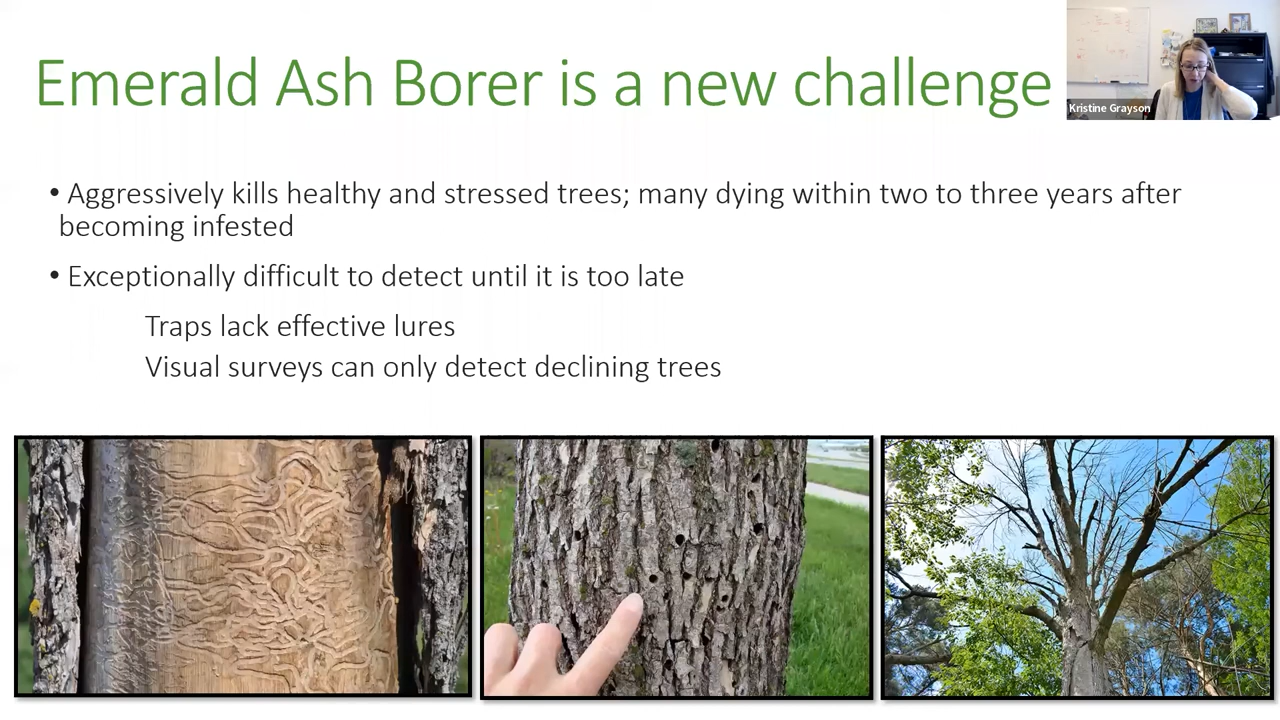 Emerald Ash Borer is a new challenge
Kristine Grayson
• Aggressively kills healthy and stressed trees; many dying within two to three years after
becoming infested
• Exceptionally difficult to detect until it is too late
Traps lack effective lures
Visual surveys can only detect declining trees